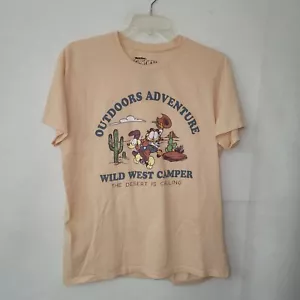 OUTDOORS ADVENTURE
WILD WEST CAMPER
THE DESERT IS CALLING